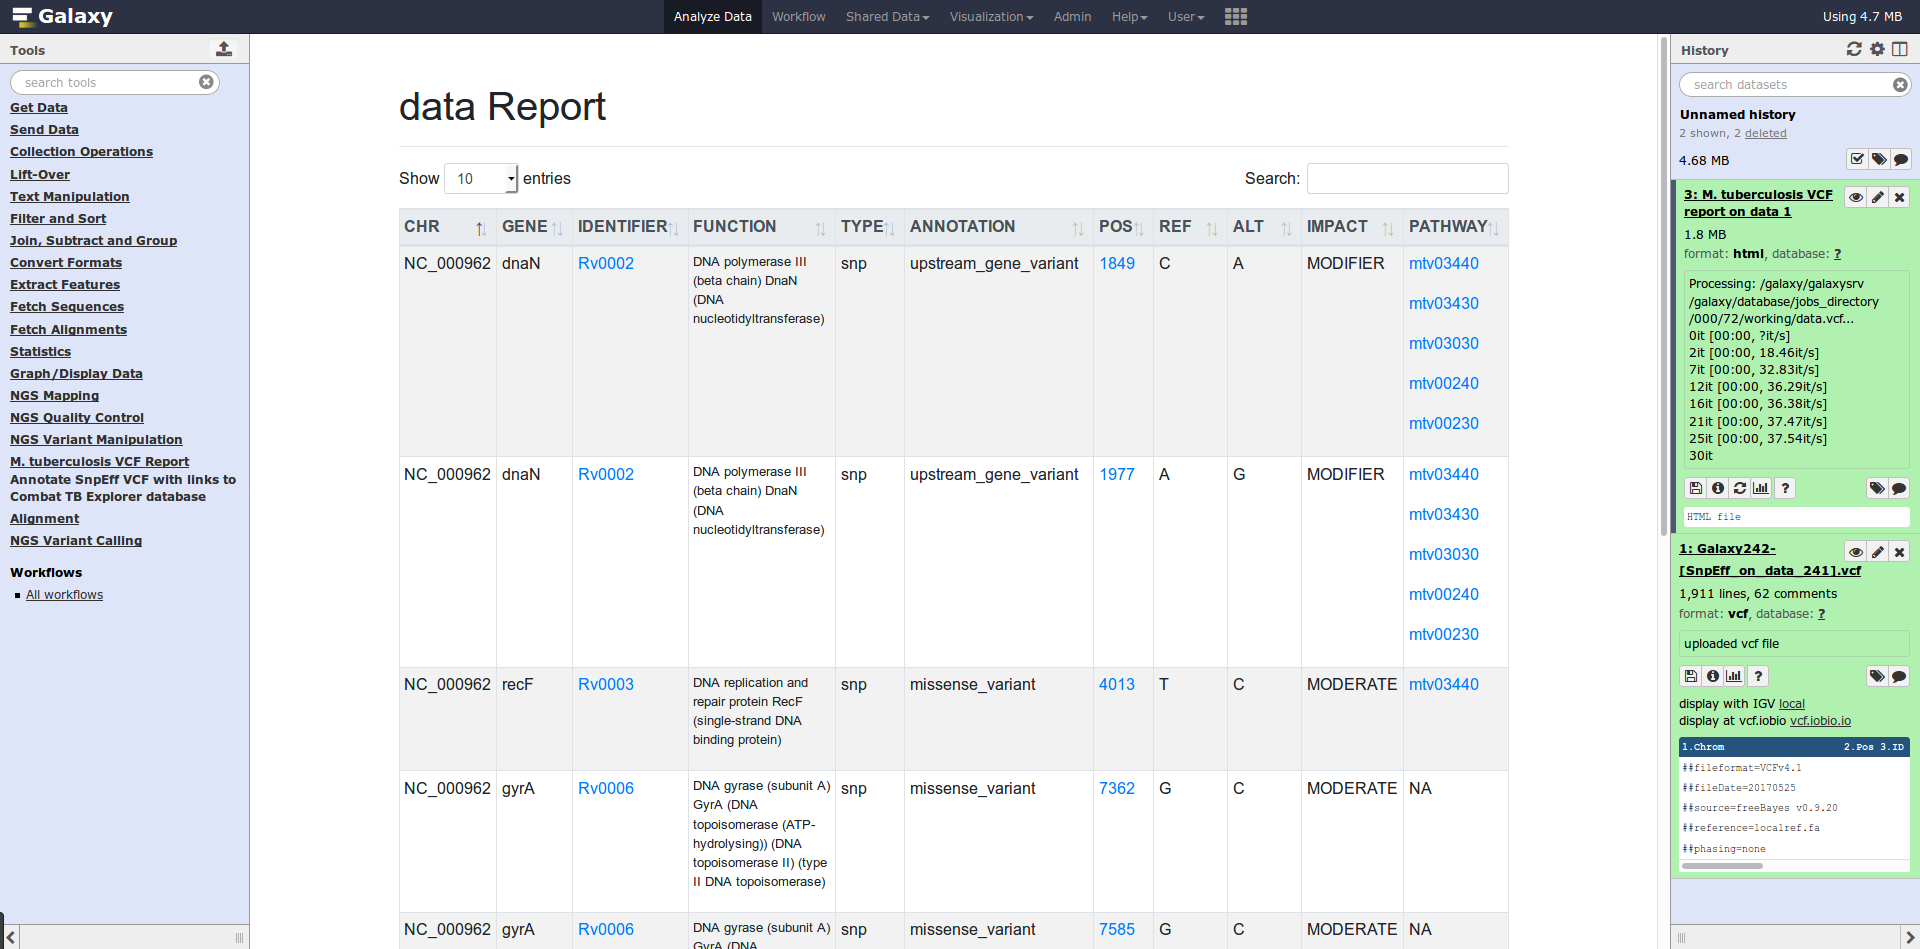 Galaxy
Analyze Data
Workflow
Shared Data
Visualization
Admin
Help
User
Using 4.7 MB
Tools
search tools
Get Data
Send Data
Collection Operations
Lift-Over
Text Manipulation
Filter and Sort
Join, Subtract and Group
Convert Formats
Extract Features
Fetch Sequences
Fetch Alignments
Statistics
Graph/Display Data
NGS Mapping
NGS Quality Control
NGS Variant Manipulation
M. tuberculosis VCF Report
Annotate SnpEff VCF with links to
Combat TB Explorer database
Alignment
NGS Variant Calling
Workflows
All workflows
data Report
Show 10 entries
Search:
CHR GENE IDENTIFIER FUNCTION TYPE ANNOTATION POS REF ALT IMPACT PATHWAY
NC_000962 dnaN Rv0002 DNA polymerase III snp upstream_gene_variant 1849 C A MODIFIER mtv03440
(beta chain) DnaN
(DNA mtv03430
nucleotidyltransferase)
mtv03030
mtv00240
mtv00230
NC_000962 dnaN Rv0002 DNA polymerase III snp upstream_gene_variant 1977 A G MODIFIER mtv03440
(beta chain) DnaN
(DNA mtv03430
nucleotidyltransferase)
mtv03030
mtv00240
mtv00230
NC_000962 recF Rv0003 DNA replication and snp missense_variant 4013 T C MODERATE mtv03440
repair protein RecF
(single-strand DNA
binding protein)
NC_000962 gyrA Rv0006 DNA gyrase (subunit A) snp missense_variant 7362 G C MODERATE NA
GyrA (DNA
topoisomerase (ATP-
hydrolysing)) (DNA
topoisomerase II) (type
II DNA topoisomerase)
NC_000962 gyrA Rv0006 DNA gyrase (subunit A) snp missense_variant 7585 G C MODERATE NA
GyrA (DNA
History
search datasets
Unnamed history
2 shown, 2 deleted
4.68 MB
3: M. tuberculosis VCF
report on data 1
1.8 MB
format: html, database: ?
Processing: /galaxy/galaxysrv
/galaxy/database/jobs_directory
/000/72/working/data.vcf...
0it [00:00, ?it/s]
2it [00:00, 18.46it/s]
7it [00:00, 32.83it/s]
12it [00:00, 36.29it/s]
16it [00:00, 36.38it/s]
21it [00:00, 37.47it/s]
25it [00:00, 37.54it/s]
30it
?
HTML file
1: Galaxy242-
[SnpEff_on_data_241].vcf
1,911 lines, 62 comments
format: vcf, database: ?
uploaded vcf file
?
display with IGV local
display at vcf.iobio vcf.iobio.io
1.Chrom 2.Pos 3.ID
##fileformat=VCFv4.1
##fileDate=20170525
##source=freeBayes v0.9.20
##reference=localref.fa
##phasing=none